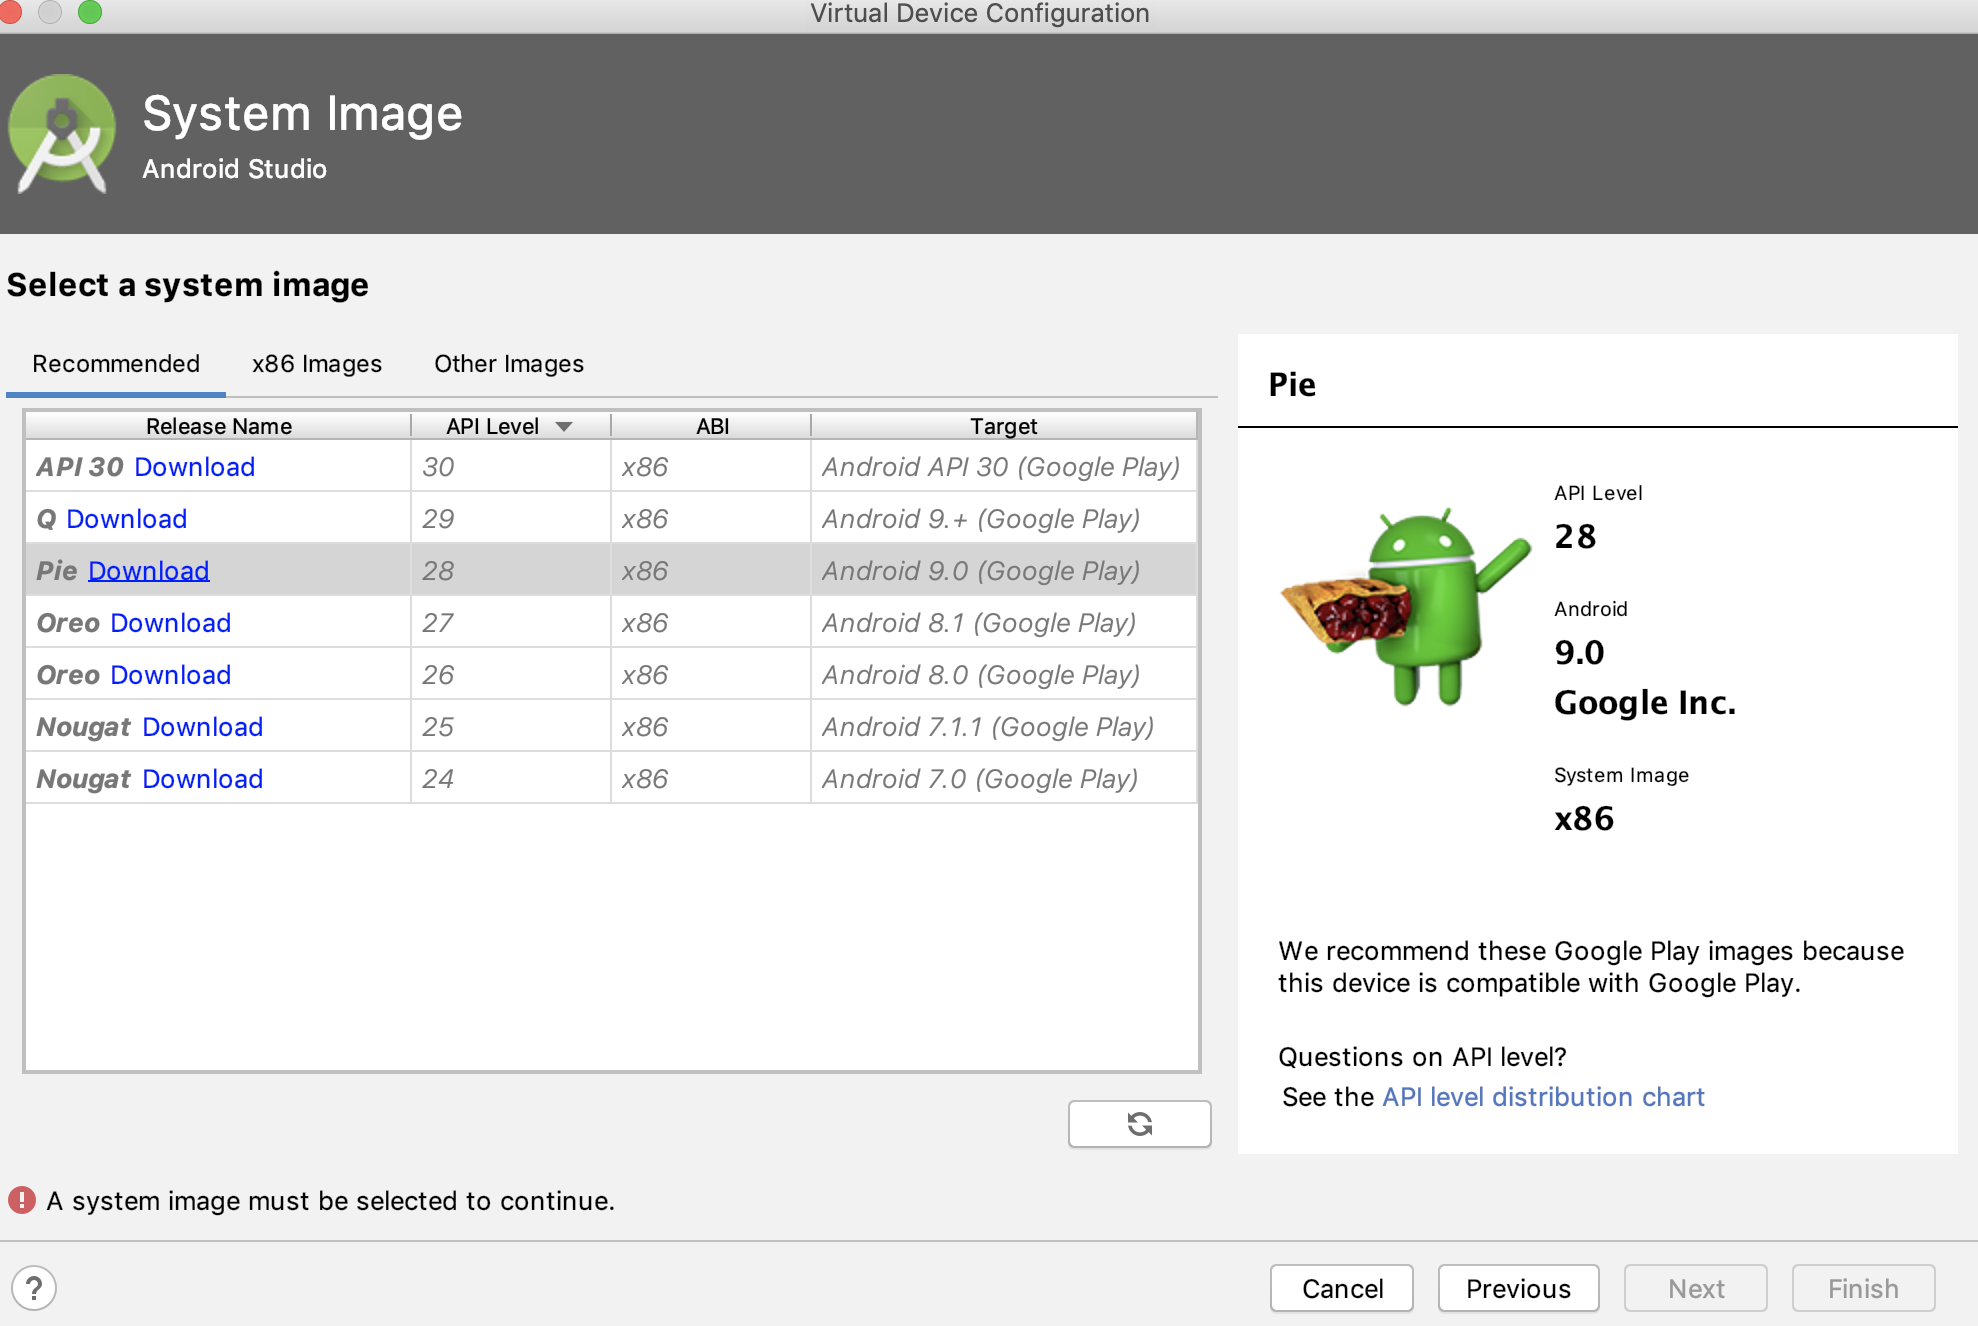 Virtual Device Configuration
System Image
Android Studio
Select a system image
Recommended x86 Images Other Images
Release Name API Level ABI Target
API 30 Download 30 x86 Android API 30 (Google Play)
Q Download 29 x86 Android 9.+ (Google Play)
Pie Download 28 x86 Android 9.0 (Google Play)
Oreo Download 27 x86 Android 8.1 (Google Play)
Oreo Download 26 x86 Android 8.0 (Google Play)
Nougat Download 25 x86 Android 7.1.1 (Google Play)
Nougat Download 24 x86 Android 7.0 (Google Play)
Pie
API Level
28
Android
9.0
Google Inc.
System Image
x86
We recommend these Google Play images because
this device is compatible with Google Play.
Questions on API level?
See the API level distribution chart
! A system image must be selected to continue.
? Cancel Previous Next Finish